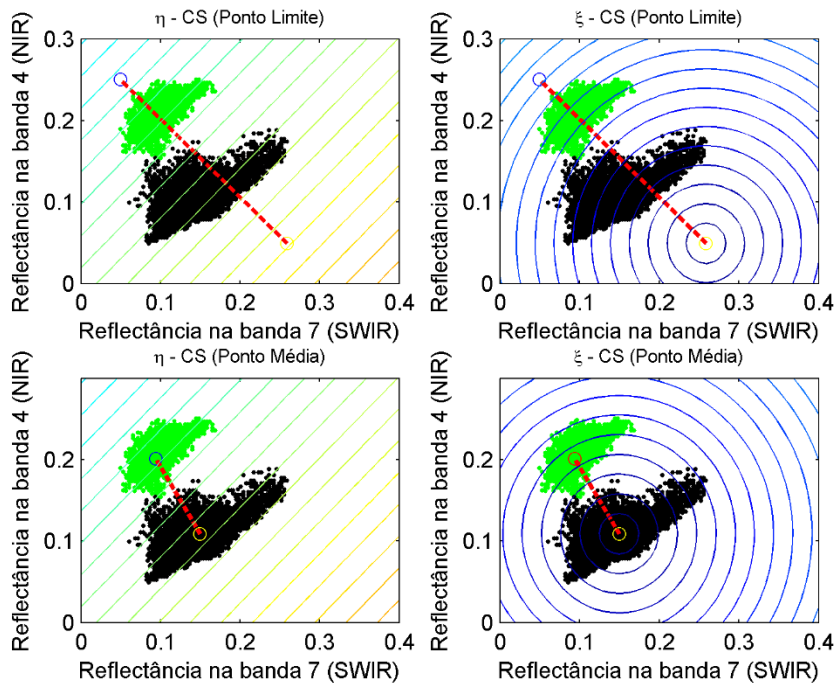 η - CS (Ponto Limite)
ξ - CS (Ponto Limite)
Reflectância na banda 4 (NIR)
0.3
0.2
0.1
0
0 0.1 0.2 0.3 0.4
Reflectância na banda 7 (SWIR)
Reflectância na banda 4 (NIR)
0.3
0.2
0.1
0
0 0.1 0.2 0.3 0.4
Reflectância na banda 7 (SWIR)
η - CS (Ponto Média)
ξ - CS (Ponto Média)
Reflectância na banda 4 (NIR)
0.2
0.1
0
0 0.1 0.2 0.3 0.4
Reflectância na banda 7 (SWIR)
Reflectância na banda 4 (NIR)
0.2
0.1
0
0 0.1 0.2 0.3 0.4
Reflectância na banda 7 (SWIR)